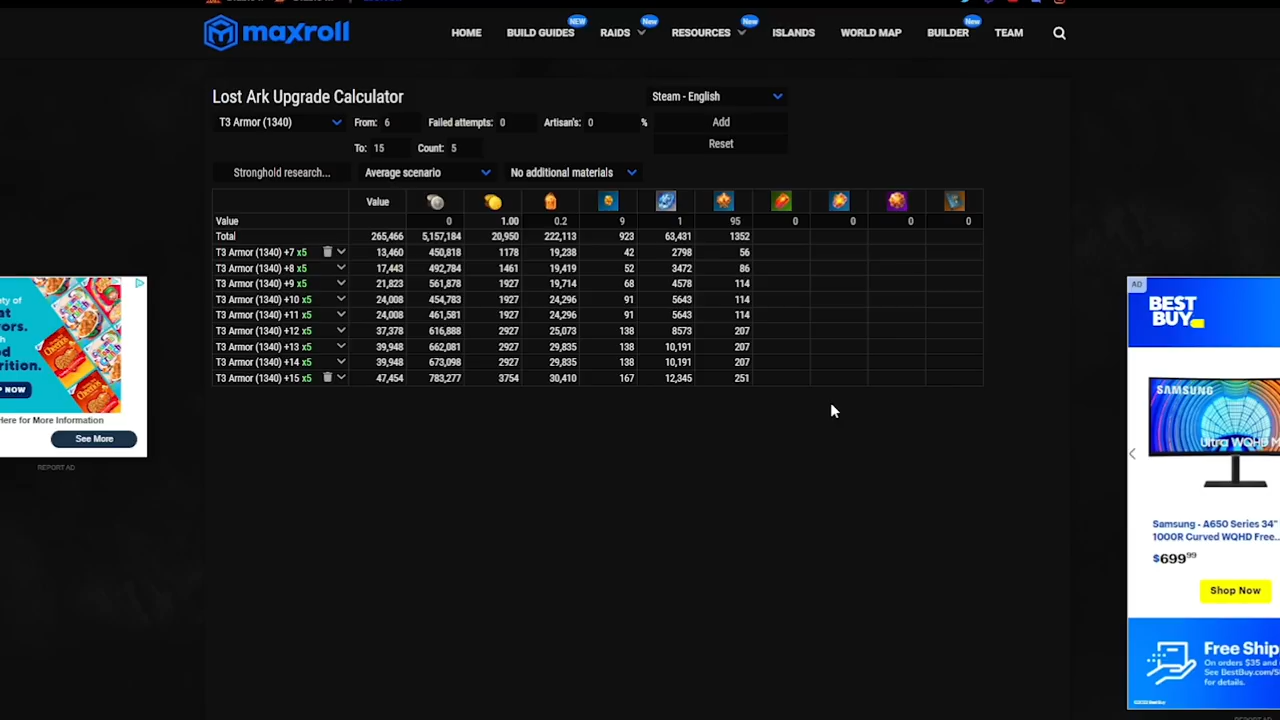 maxroll
HOME BUILD GUIDES NEW RAIDS New RESOURCES New ISLANDS WORLD MAP BUILDER New TEAM
Lost Ark Upgrade Calculator
Steam - English
T3 Armor (1340) From: 6 Failed attempts: 0 Artisan's: 0 % Add
To: 15 Count: 5 Reset
Stronghold research... Average scenario No additional materials
Value
Value 0 1.00 0.2 9 1 95 0 0 0 0
Total 265,466 5,157,184 20,950 222,113 923 63,431 1352
T3 Armor (1340) +7 x5 13,460 450,818 1178 19,238 42 2798 56
T3 Armor (1340) +8 x5 17,443 492,784 1461 19,419 52 3472 86
T3 Armor (1340) +9 x5 21,823 561,878 1927 19,714 68 4578 114
T3 Armor (1340) +10 x5 24,008 454,783 1927 24,296 91 5643 114
T3 Armor (1340) +11 x5 24,008 461,581 1927 24,296 91 5643 114
T3 Armor (1340) +12 x5 37,378 616,888 2927 25,073 138 8573 207
T3 Armor (1340) +13 x5 39,948 662,081 2927 29,835 138 10,191 207
T3 Armor (1340) +14 x5 39,948 673,098 2927 29,835 138 10,191 207
T3 Armor (1340) +15 x5 47,454 783,277 3754 30,410 167 12,345 251
ety of
at
ors.
d
rition.
NOW
Here for More Information
See More
REPORT AD
AD
BEST
BUY
SAMSUNG
Ultra WQHD M
Samsung - A650 Series 34"
1000R Curved WQHD Free...
$699.99
Shop Now
Free Ship
On orders $35 and
See BestBuy.com/S
for details.